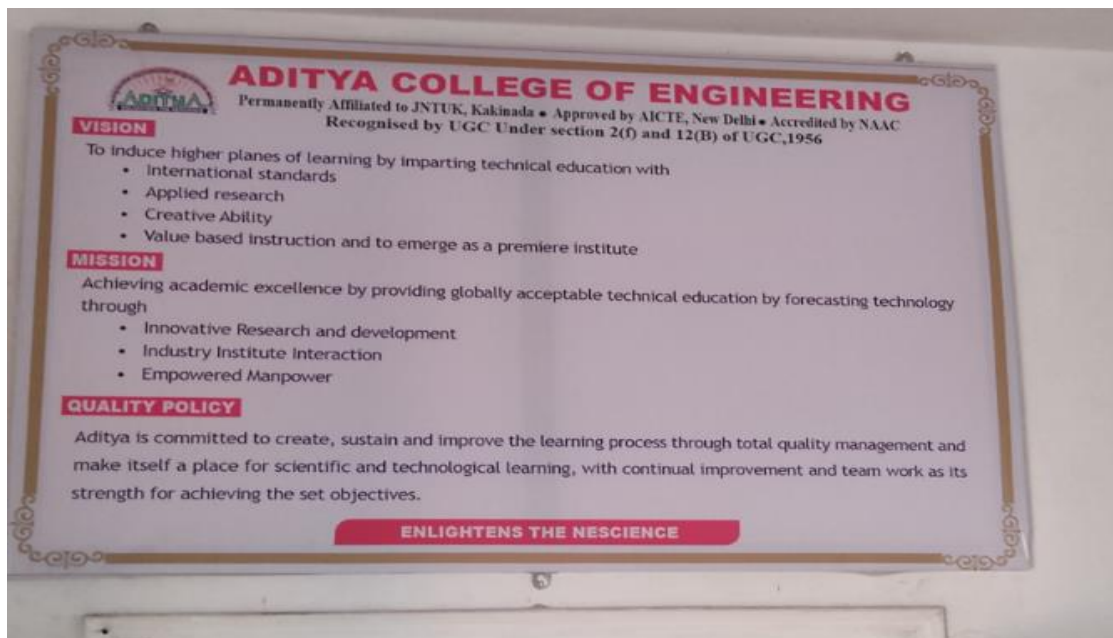 ADITYA COLLEGE OF ENGINEERING
ADITYA
Permanently Affiliated to JNTUK, Kakinada • Approved by AICTE, New Delhi • Accredited by NAAC
Recognised by UGC Under section 2(f) and 12(B) of UGC,1956
VISION
To induce higher planes of learning by imparting technical education with
• International standards
• Applied research
• Creative Ability
• Value based instruction and to emerge as a premiere institute
MISSION
Achieving academic excellence by providing globally acceptable technical education by forecasting technology
through
• Innovative Research and development
• Industry Institute Interaction
• Empowered Manpower
QUALITY POLICY
Aditya is committed to create, sustain and improve the learning process through total quality management and
make itself a place for scientific and technological learning, with continual improvement and team work as its
strength for achieving the set objectives.
ENLIGHTENS THE NESCIENCE